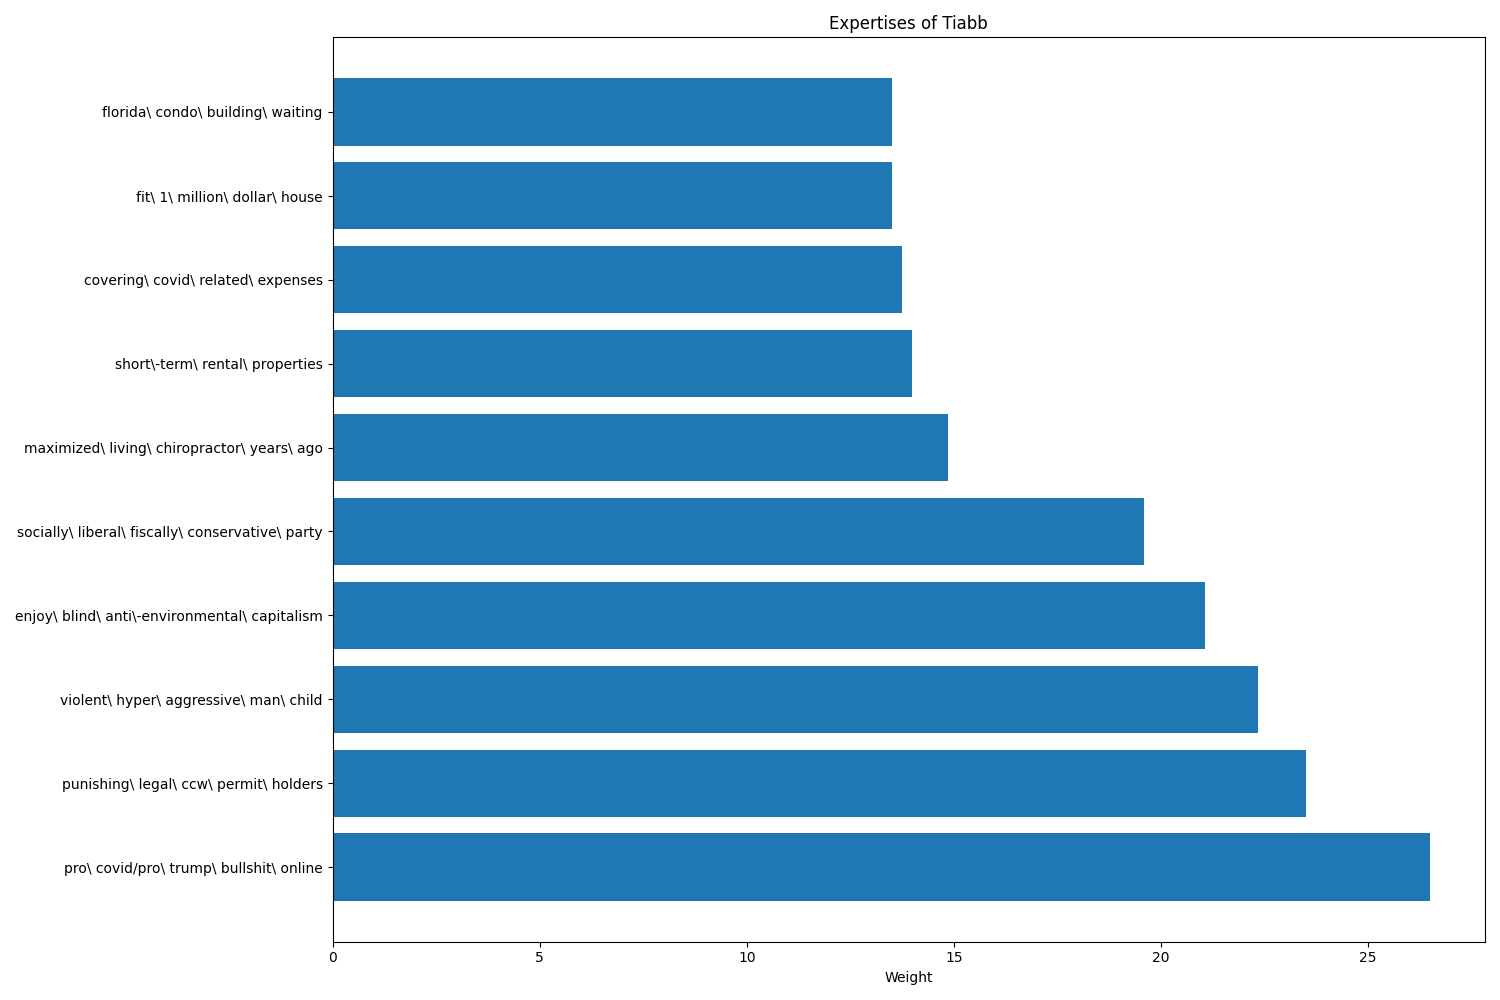 Expertises of Tiabb
florida\ condo\ building\ waiting
fit\ 1\ million\ dollar\ house
covering\ covid\ related\ expenses
short\-term\ rental\ properties
maximized\ living\ chiropractor\ years\ ago
socially\ liberal\ fiscally\ conservative\ party
enjoy\ blind\ anti\-environmental\ capitalism
violent\ hyper\ aggressive\ man\ child
punishing\ legal\ ccw\ permit\ holders
pro\ covid/pro\ trump\ bullshit\ online
0 5 10 15 20 25
Weight